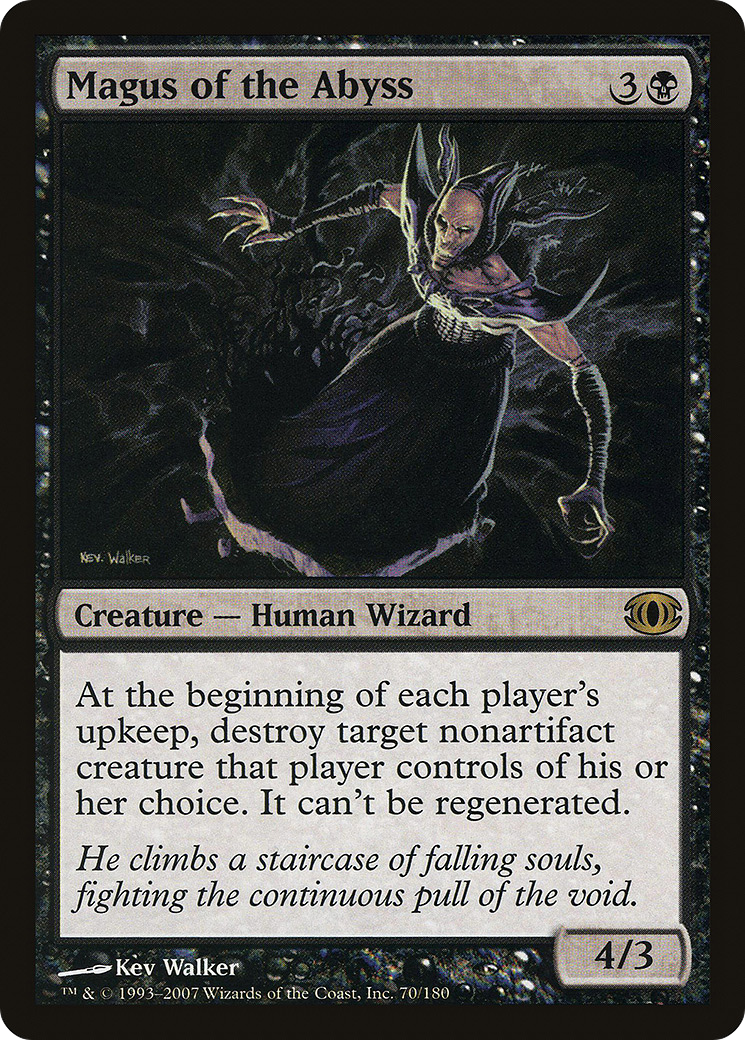 Magus of the Abyss 3
Kev. Walker
Creature — Human Wizard
At the beginning of each player's
upkeep, destroy target nonartifact
creature that player controls of his or
her choice. It can't be regenerated.
He climbs a staircase of falling souls,
fighting the continuous pull of the void.
4/3
Kev Walker
™ & © 1993–2007 Wizards of the Coast, Inc. 70/180